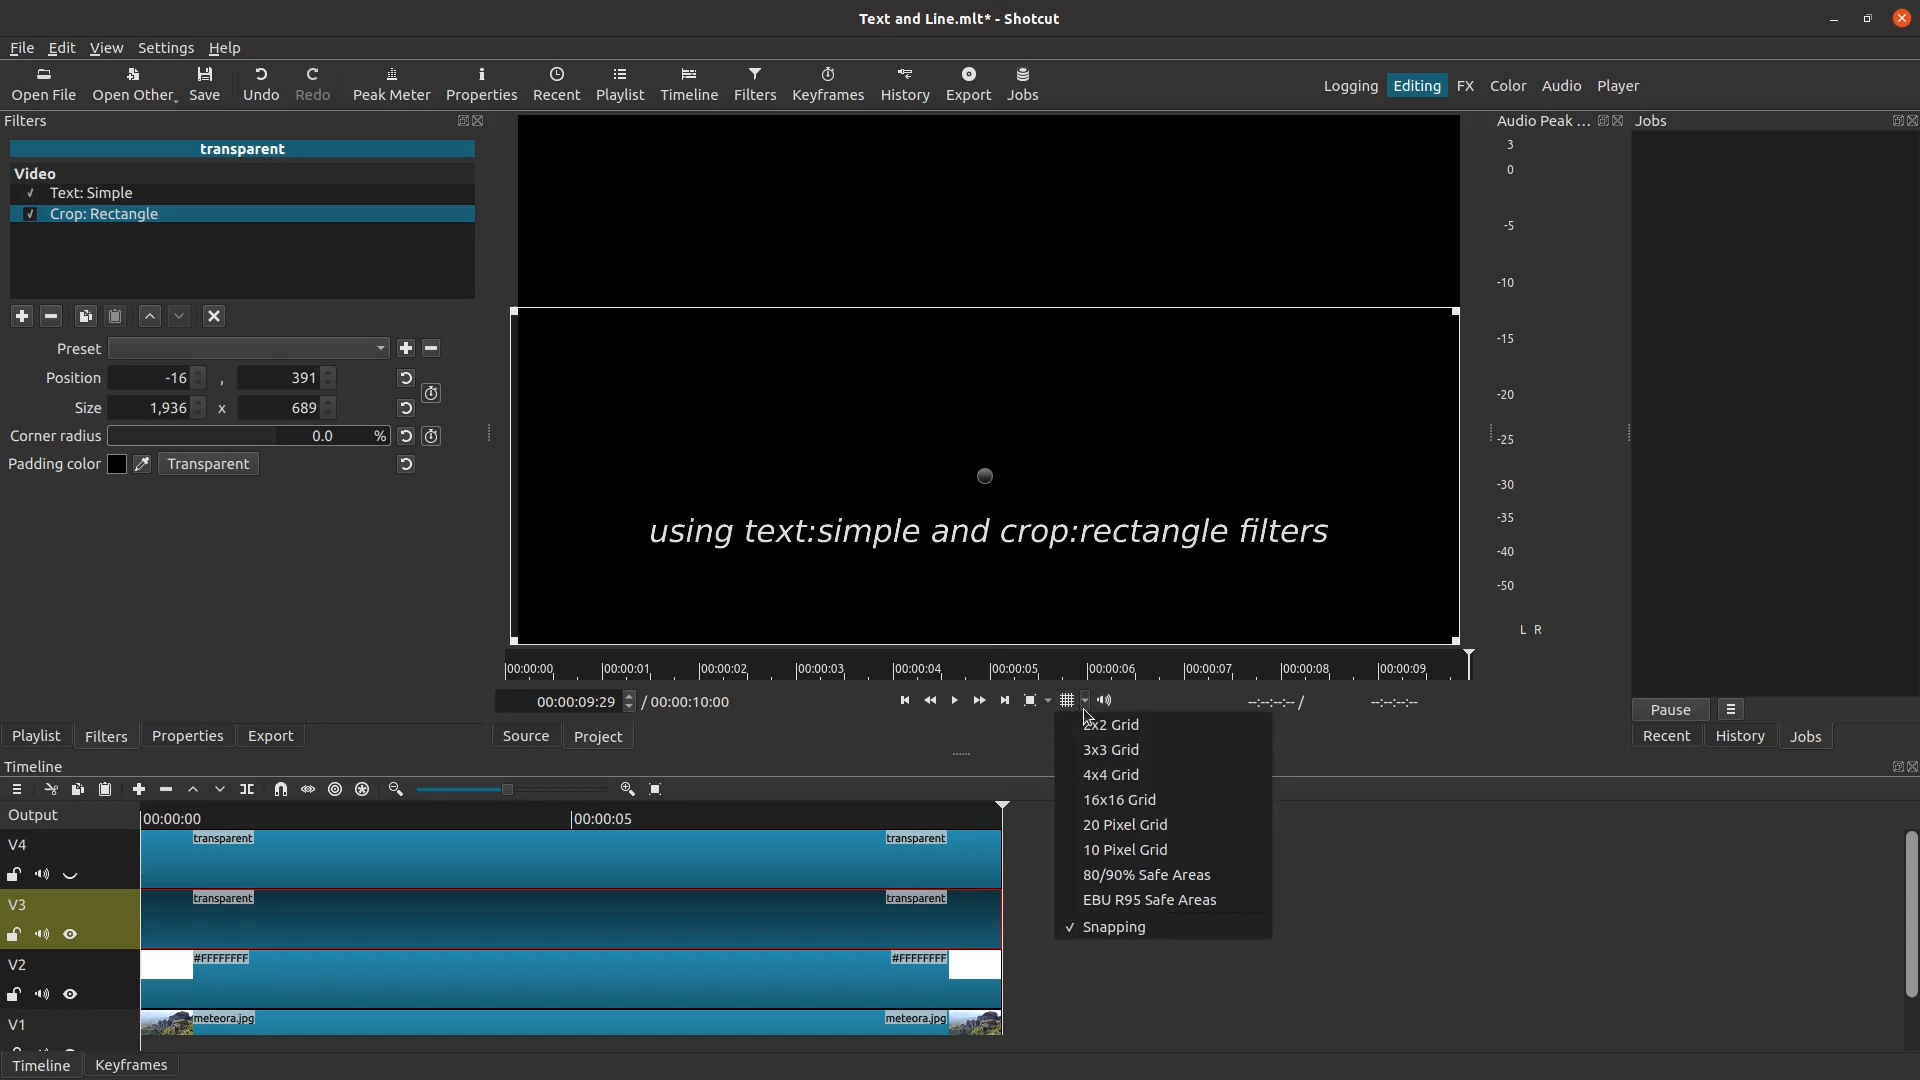 Text and Line.mlt* - Shotcut
File Edit View Settings Help
Open File Open Other Save Undo Redo Peak Meter Properties Recent Playlist Timeline Filters Keyframes History Export Jobs
Logging Editing FX Color Audio Player
Filters
transparent
Video
✓ Text: Simple
✓ Crop: Rectangle
Preset
Position -16 , 391
Size 1,936 x 689
Corner radius 0.0 %
Padding color Transparent
using text:simple and crop:rectangle filters
00:00:00 00:00:01 00:00:02 00:00:03 00:00:04 00:00:05 00:00:06 00:00:07 00:00:08 00:00:09
00:00:09:29 / 00:00:10:00
--:--:--:-- / --:--:--:--
Source Project
Audio Peak ...
3
0
-5
-10
-15
-20
-25
-30
-35
-40
-50
L R
Jobs
Pause
Recent History Jobs
Playlist Filters Properties Export
2x2 Grid
3x3 Grid
4x4 Grid
16x16 Grid
20 Pixel Grid
10 Pixel Grid
80/90% Safe Areas
EBU R95 Safe Areas
✓ Snapping
Timeline
Output 00:00:00 00:00:05
V4 transparent transparent
V3 transparent transparent
V2 #FFFFFFFF #FFFFFFFF
V1 meteora.jpg meteora.jpg
Timeline Keyframes